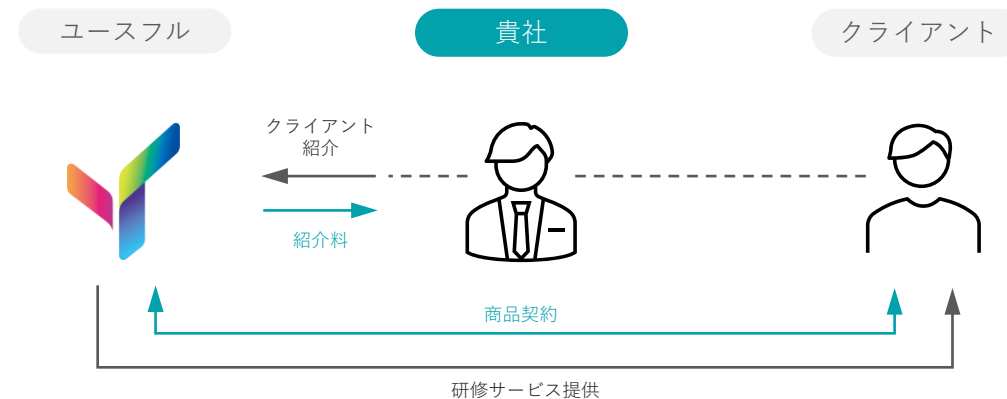 ユースフル
貴社
クライアント
クライアント
紹介
紹介料
商品契約
研修サービス提供